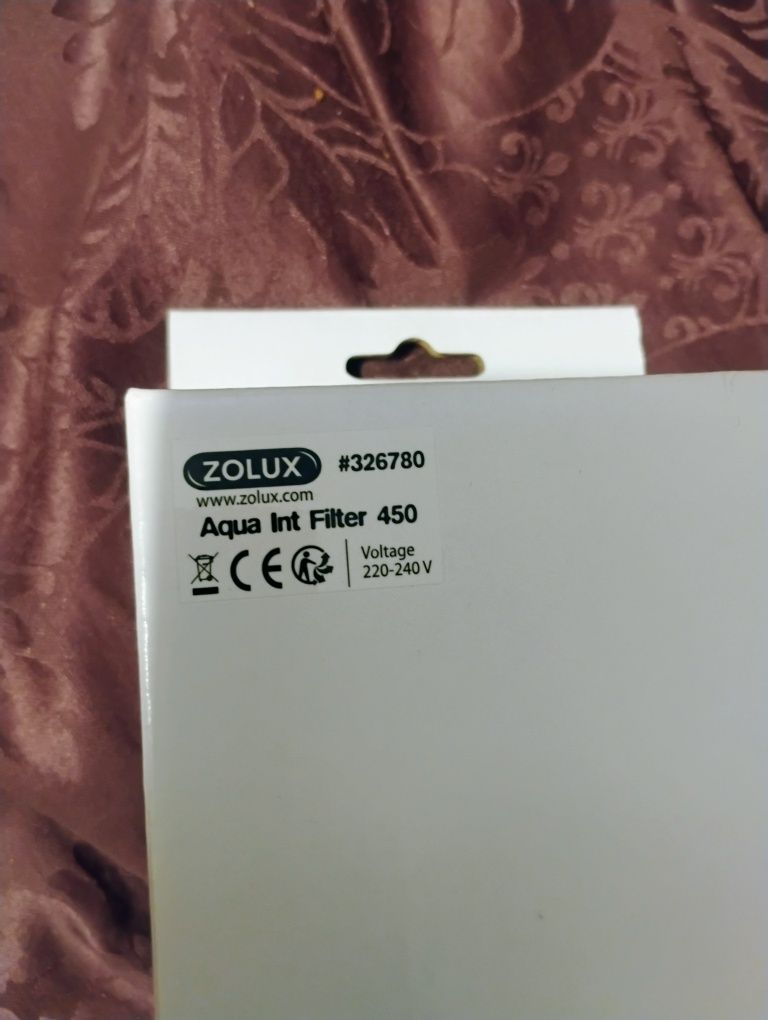 ZOLUX #326780
www.zolux.com
Aqua Int Filter 450
CE
Voltage
220-240 V